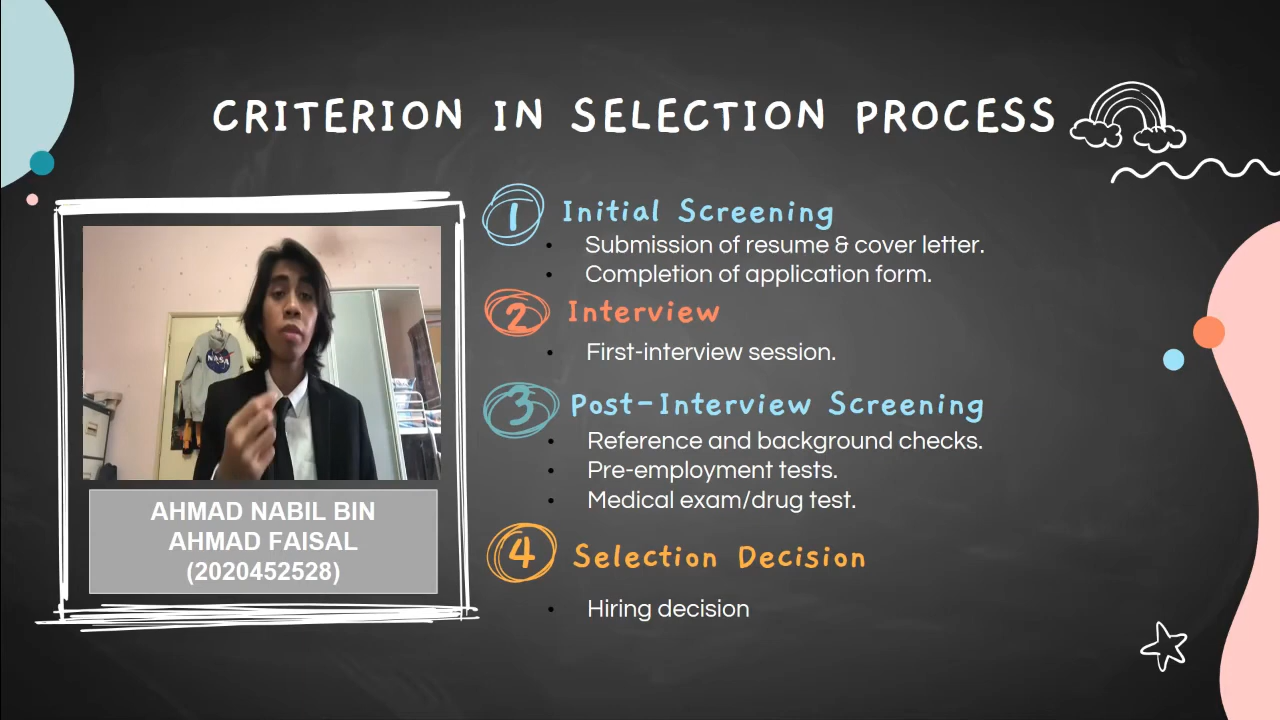 CRITERION IN SELECTION PROCESS
1 Initial Screening
• Submission of resume & cover letter.
• Completion of application form.
2 Interview
• First-interview session.
3 Post-Interview Screening
• Reference and background checks.
• Pre-employment tests.
• Medical exam/drug test.
4 Selection Decision
• Hiring decision
NASA
AHMAD NABIL BIN
AHMAD FAISAL
(2020452528)